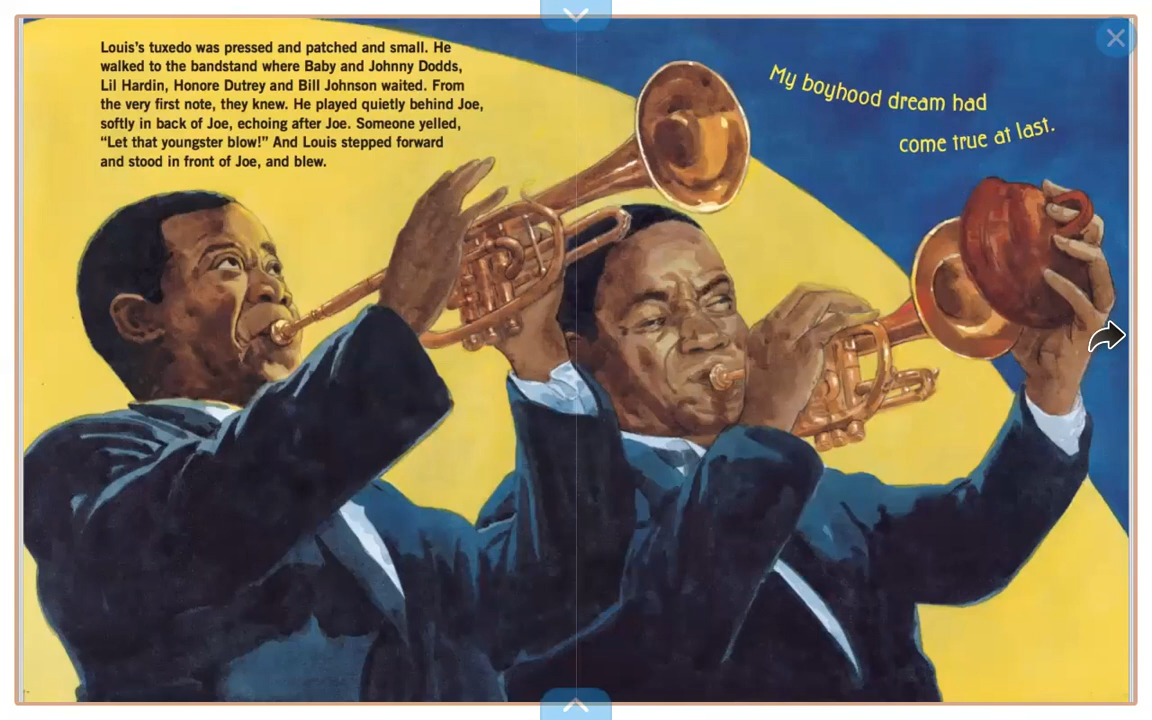 Louis's tuxedo was pressed and patched and small. He
walked to the bandstand where Baby and Johnny Dodds,
Lil Hardin, Honore Dutrey and Bill Johnson waited. From
the very first note, they knew. He played quietly behind Joe,
softly in back of Joe, echoing after Joe. Someone yelled,
“Let that youngster blow!” And Louis stepped forward
and stood in front of Joe, and blew.
My boyhood dream had
come true at last.